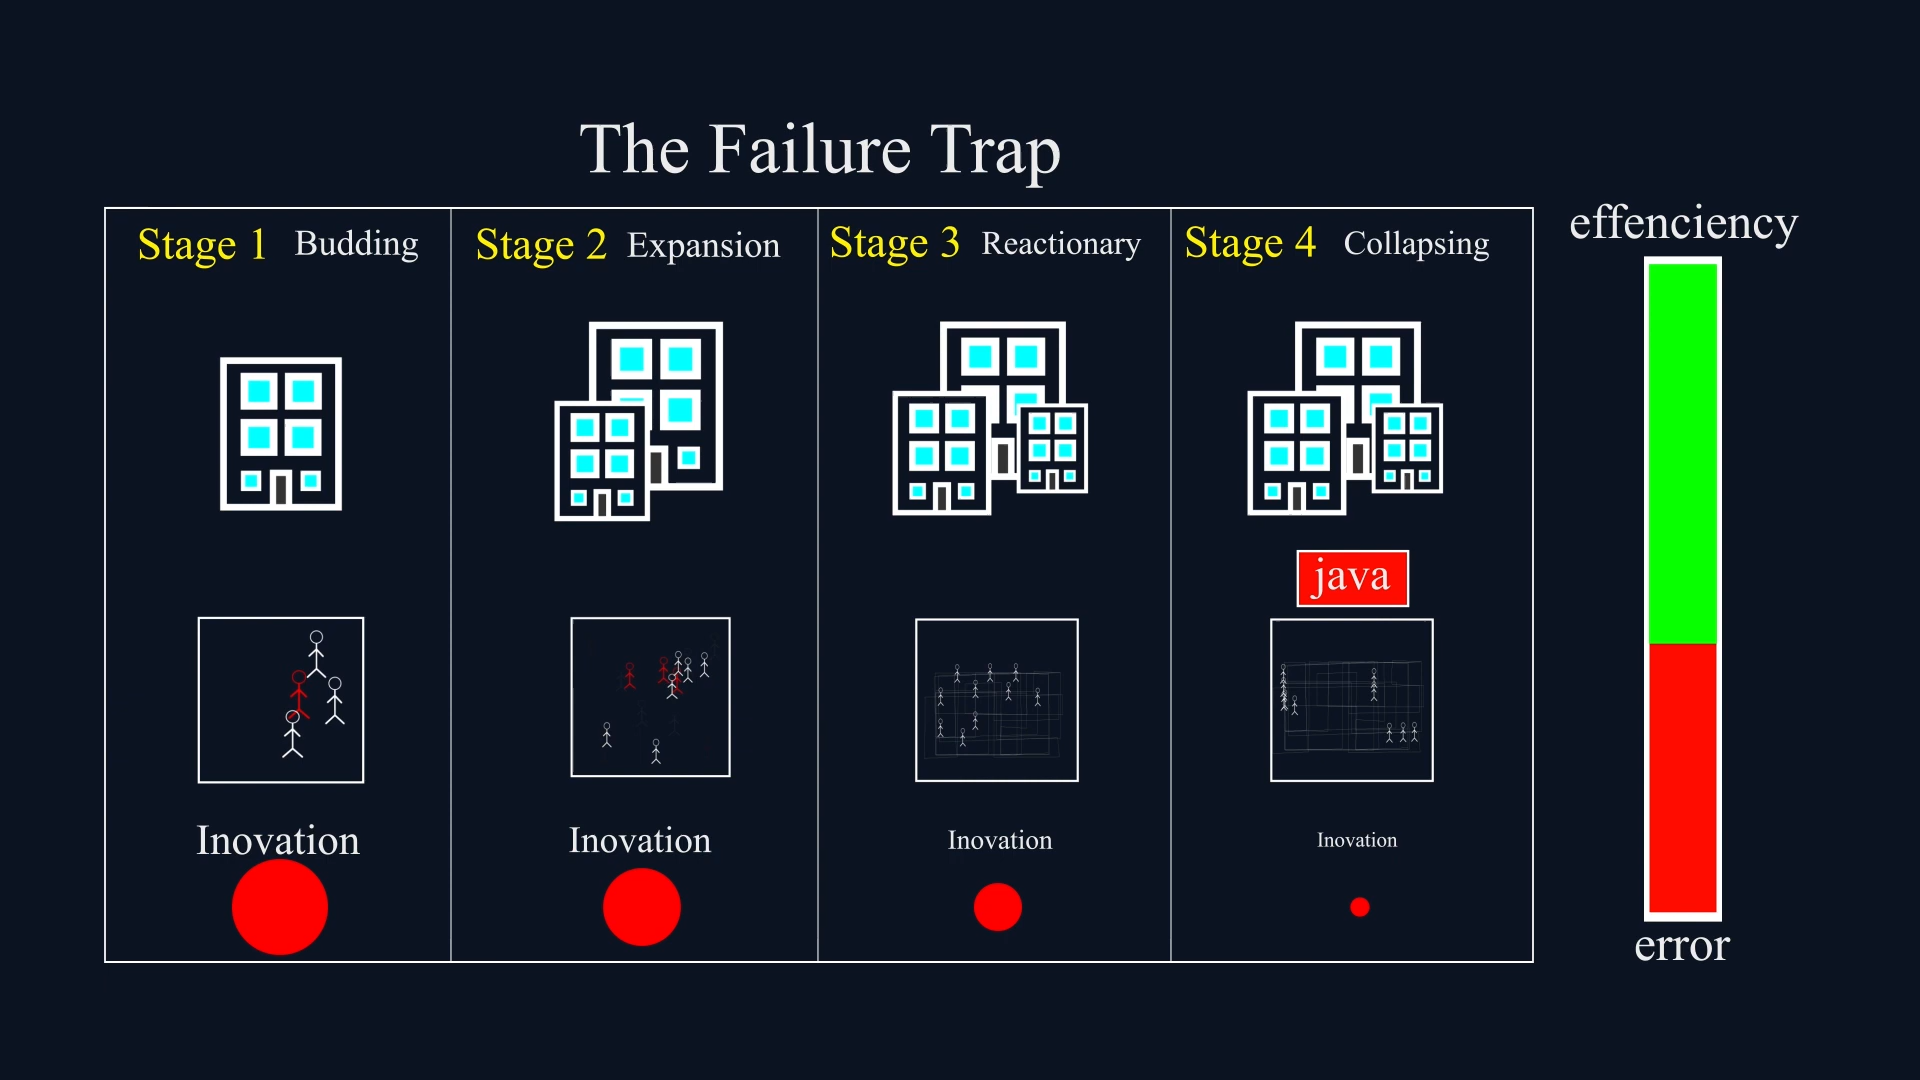 The Failure Trap
Stage 1 Budding
Stage 2 Expansion
Stage 3 Reactionary
Stage 4 Collapsing
effenciency
java
Inovation
Inovation
Inovation
Inovation
error